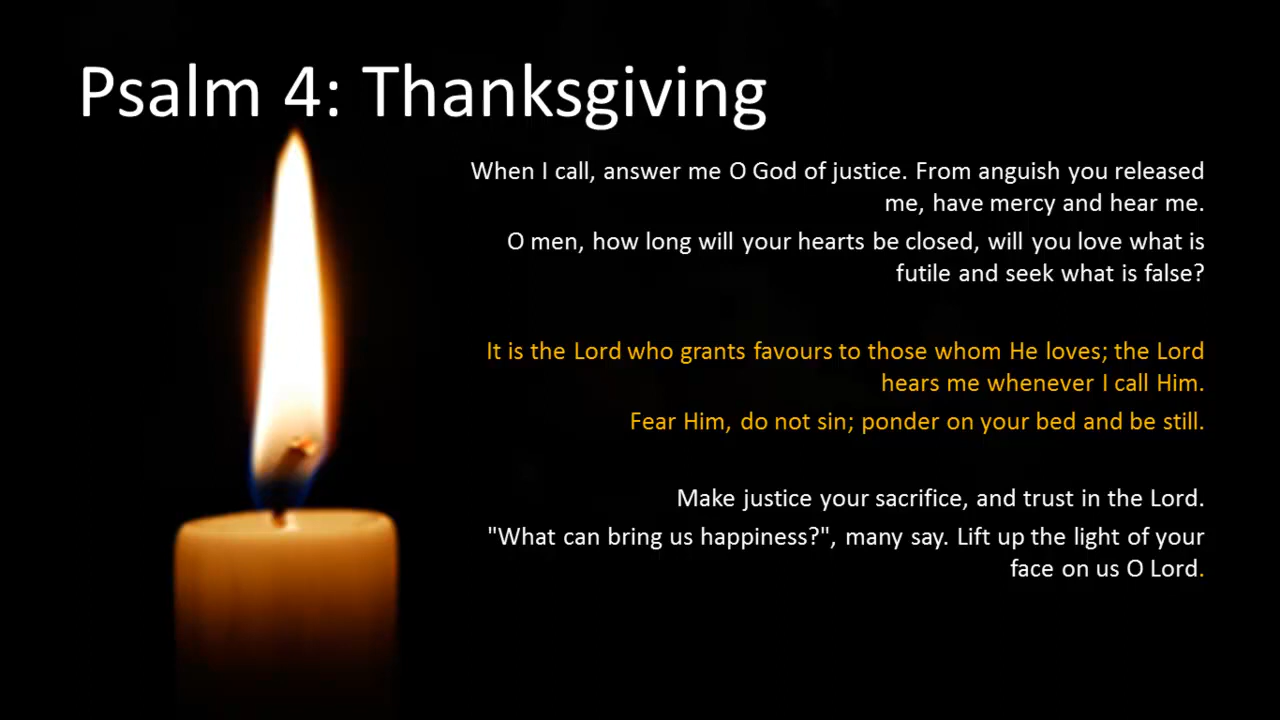 Psalm 4: Thanksgiving
When I call, answer me O God of justice. From anguish you released
me, have mercy and hear me.
O men, how long will your hearts be closed, will you love what is
futile and seek what is false?
It is the Lord who grants favours to those whom He loves; the Lord
hears me whenever I call Him.
Fear Him, do not sin; ponder on your bed and be still.
Make justice your sacrifice, and trust in the Lord.
"What can bring us happiness?", many say. Lift up the light of your
face on us O Lord.